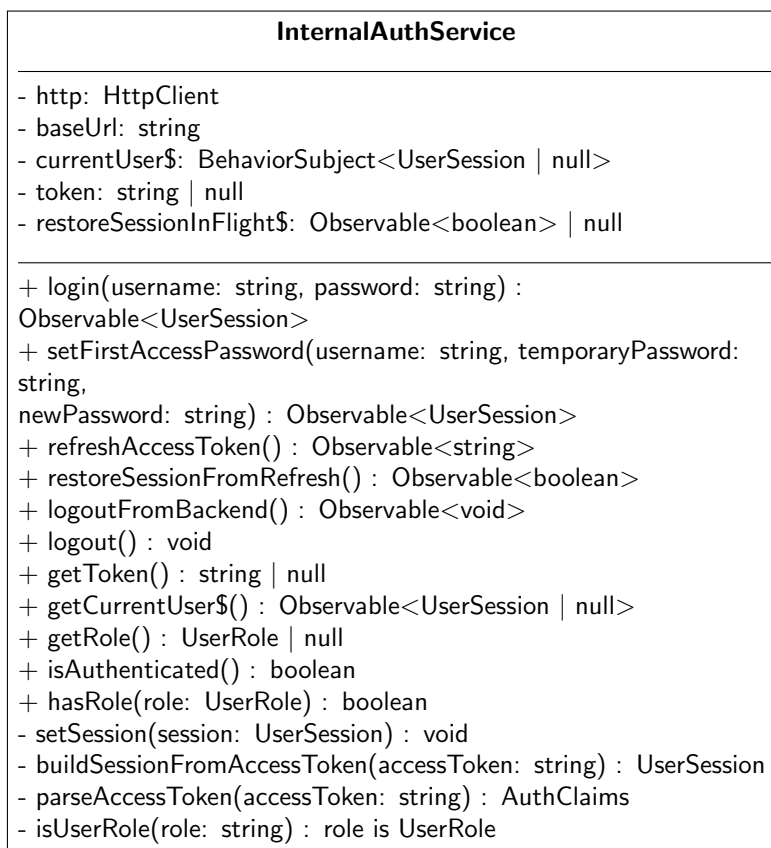 InternalAuthService
- http: HttpClient
- baseUrl: string
- currentUser$: BehaviorSubject<UserSession | null>
- token: string | null
- restoreSessionInFlight$: Observable<boolean> | null
+ login(username: string, password: string) :
Observable<UserSession>
+ setFirstAccessPassword(username: string, temporaryPassword:
string,
newPassword: string) : Observable<UserSession>
+ refreshAccessToken() : Observable<string>
+ restoreSessionFromRefresh() : Observable<boolean>
+ logoutFromBackend() : Observable<void>
+ logout() : void
+ getToken() : string | null
+ getCurrentUser$() : Observable<UserSession | null>
+ getRole() : UserRole | null
+ isAuthenticated() : boolean
+ hasRole(role: UserRole) : boolean
- setSession(session: UserSession) : void
- buildSessionFromAccessToken(accessToken: string) : UserSession
- parseAccessToken(accessToken: string) : AuthClaims
- isUserRole(role: string) : role is UserRole